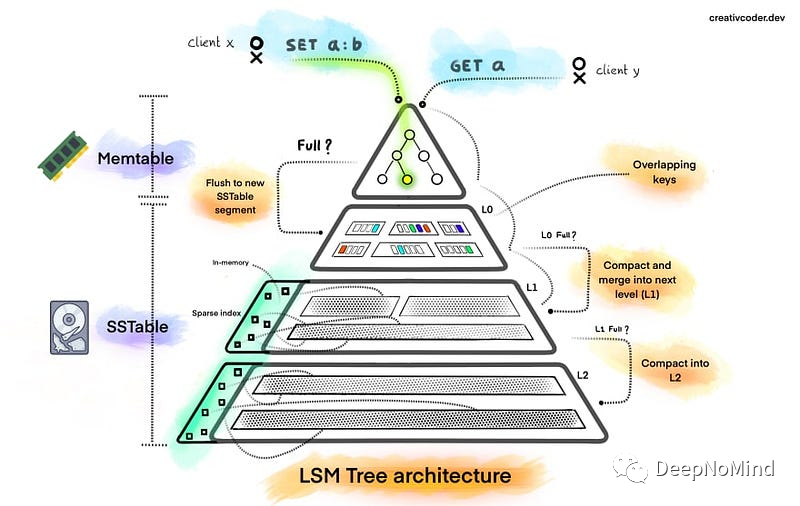 creativcoder.dev
client x
SET a:b
GET a
client y
Full?
Memtable
Overlapping
keys
Flush to new
SSTable
segment
L0
L0 Full?
In-memory
Compact and
merge into next
level (L1)
L1
Sparse index
SSTable
L1 Full?
Compact into
L2
L2
LSM Tree architecture
DeepNoMind